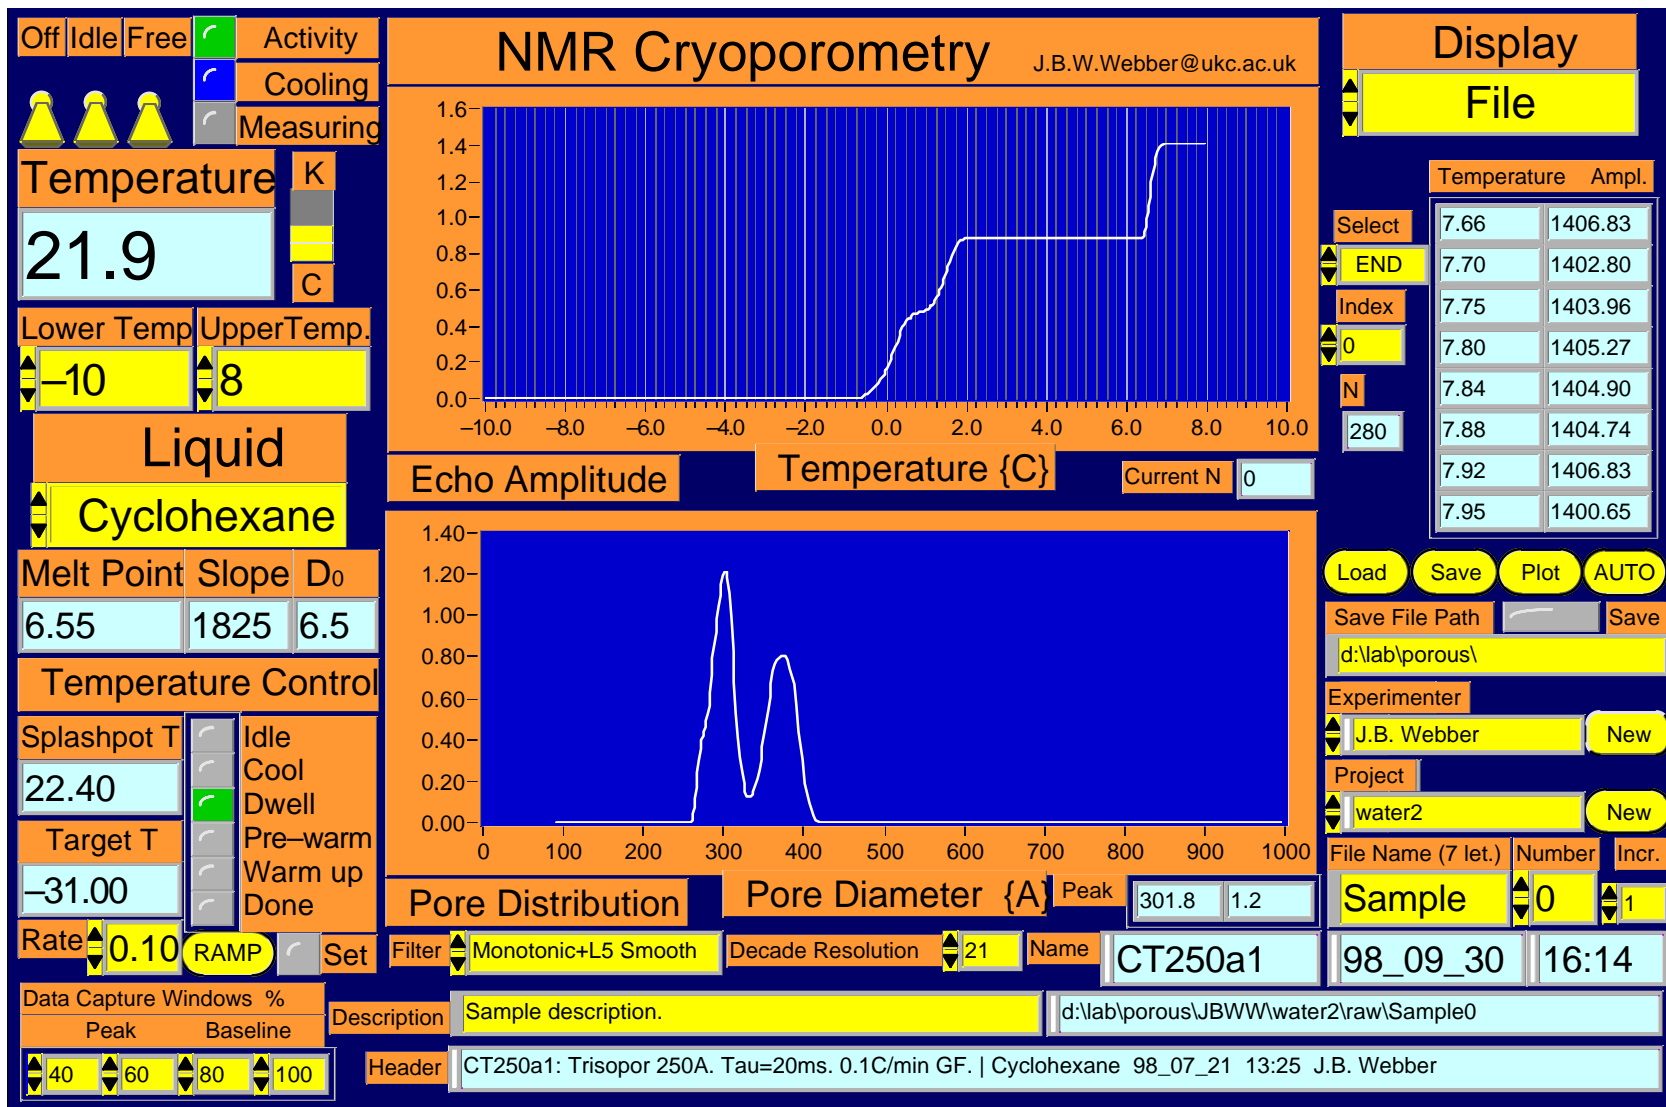 Off Idle Free Activity
Cooling
Measuring
NMR Cryoporometry J.B.W.Webber@ukc.ac.uk
Display
File
Temperature K
21.9
C
Lower Temp UpperTemp.
–10 8
Liquid
Cyclohexane
Melt Point Slope D0
6.55 1825 6.5
Temperature Control
Splashpot T
22.40
Target T
–31.00
Idle
Cool
Dwell
Pre–warm
Warm up
Done
Rate 0.10 RAMP Set
Data Capture Windows %
Peak Baseline
40 60 80 100
1.6
1.4
1.2
1.0
0.8
0.6
0.4
0.2
0.0
–10.0 –8.0 –6.0 –4.0 –2.0 0.0 2.0 4.0 6.0 8.0 10.0
Echo Amplitude Temperature {C} Current N 0
1.40
1.20
1.00
0.80
0.60
0.40
0.20
0.00
0 100 200 300 400 500 600 700 800 900 1000
Pore Distribution Pore Diameter {A} Peak 301.8 1.2
Filter Monotonic+L5 Smooth Decade Resolution 21 Name CT250a1
Temperature Ampl.
7.66 1406.83
7.70 1402.80
7.75 1403.96
7.80 1405.27
7.84 1404.90
7.88 1404.74
7.92 1406.83
7.95 1400.65
Select
END
Index
0
N
280
Load Save Plot AUTO
Save File Path Save
d:\lab\porous\
Experimenter
J.B. Webber New
Project
water2 New
File Name (7 let.) Number Incr.
Sample 0 1
98_09_30 16:14
Description Sample description. d:\lab\porous\JBWW\water2\raw\Sample0
Header CT250a1: Trisopor 250A. Tau=20ms. 0.1C/min GF. | Cyclohexane 98_07_21 13:25 J.B. Webber